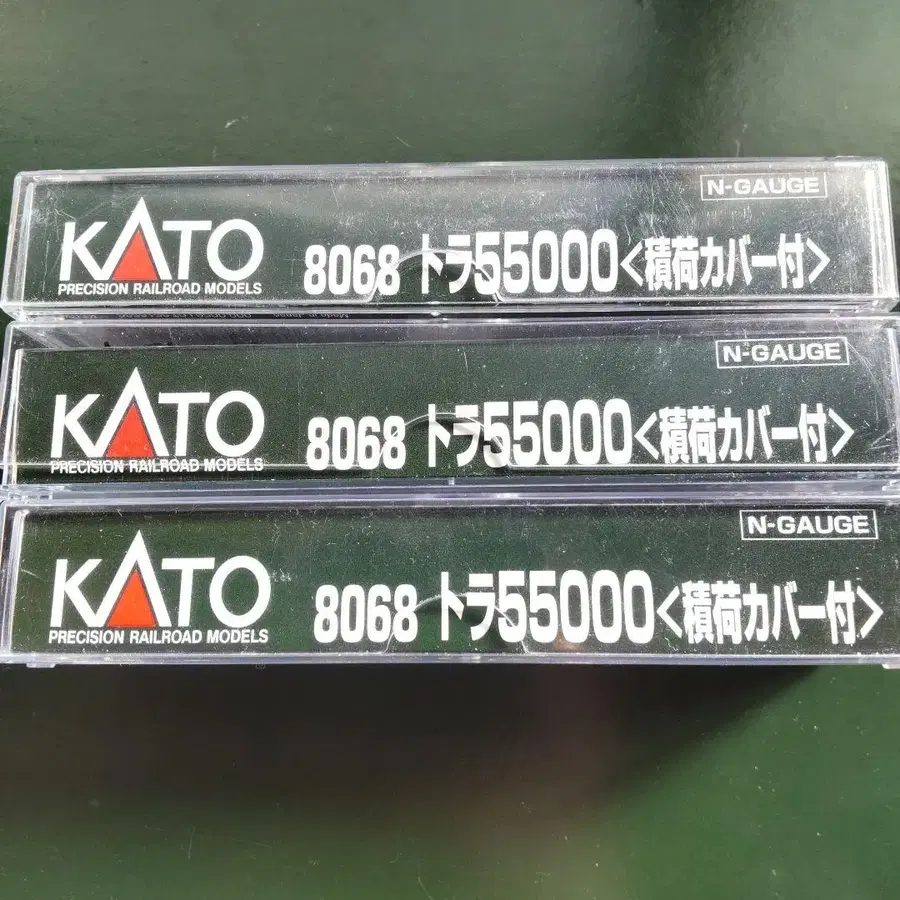 N-GAUGE
KATO 8068 トラ55000<積荷カバー付>
PRECISION RAILROAD MODELS
N-GAUGE
KATO 8068 トラ55000<積荷カバー付>
PRECISION RAILROAD MODELS
N-GAUGE
KATO 8068 トラ55000<積荷カバー付>
PRECISION RAILROAD MODELS